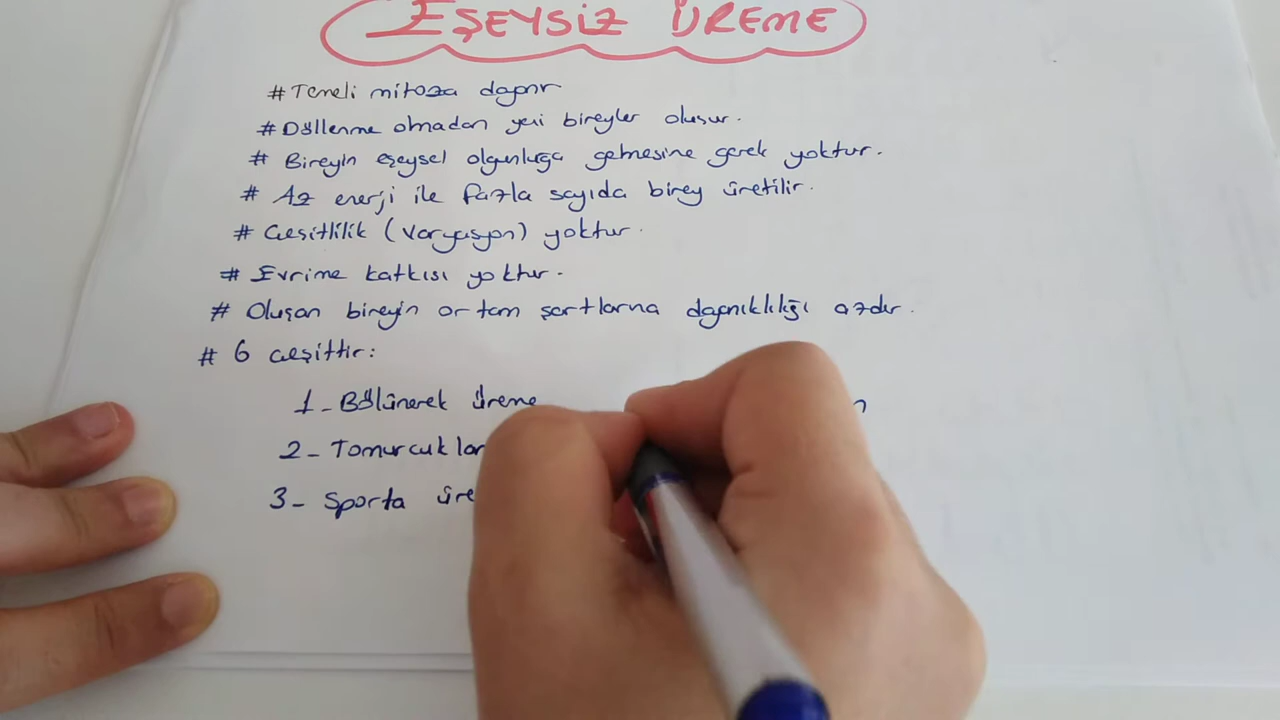 EŞEYSİZ ÜREME
# Temeli mitoza dayanır
# Döllenme olmadan yeni bireyler oluşur.
# Bireyin eşeysel olgunluğa gelmesine gerek yoktur.
# Az enerji ile fazla sayıda birey üretilir.
# Çeşitlilik (varyasyon) yoktur.
# Evrime katkısı yoktur.
# Oluşan bireyin ortam şartlarına dayanıklılığı azdır.
# 6 çeşittir:
1- Bölünerek üreme
2- Tomurcuklan
3- Sporla üre